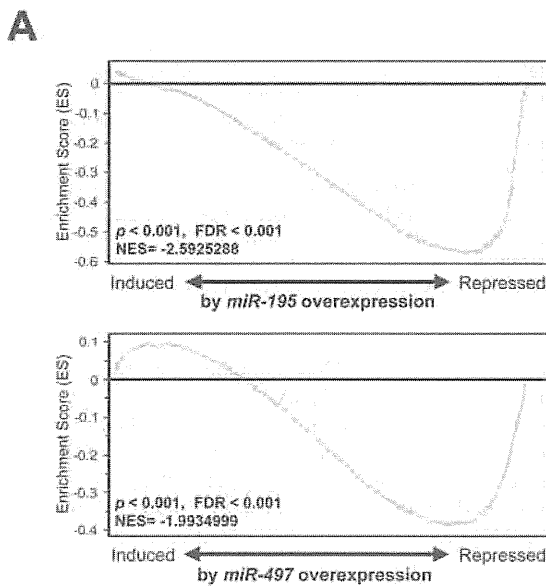 A
Enrichment Score (ES)
0
-0.1
-0.2
-0.3
-0.4
-0.5
-0.6
p < 0.001, FDR < 0.001
NES= -2.5925288
Induced
Repressed
by miR-195 overexpression
Enrichment Score (ES)
0.1
0
-0.1
-0.2
-0.3
-0.4
p < 0.001, FDR < 0.001
NES= -1.9934999
Induced
Repressed
by miR-497 overexpression